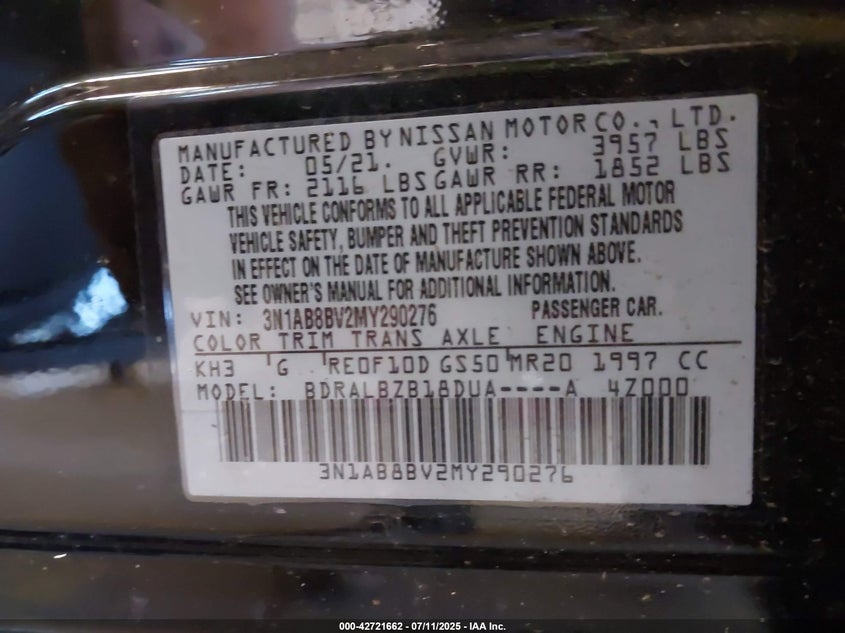 MANUFACTURED BY NISSAN MOTOR CO., LTD.
DATE: 05/21. GVWR: 3957 LBS
GAWR FR: 2116 LBS GAWR RR: 1852 LBS
THIS VEHICLE CONFORMS TO ALL APPLICABLE FEDERAL MOTOR
VEHICLE SAFETY, BUMPER AND THEFT PREVENTION STANDARDS
IN EFFECT ON THE DATE OF MANUFACTURE SHOWN ABOVE.
SEE OWNER'S MANUAL FOR ADDITIONAL INFORMATION.
VIN: 3N1AB8BV2MY290276 PASSENGER CAR.
COLOR TRIM TRANS AXLE ENGINE
KH3 G RE0F10D GS50 MR20 1997 CC
MODEL: BDRALBZB18DUA----A 4Z000
3N1AB8BV2MY290276
000-42721662 - 07/11/2025 - IAA Inc.